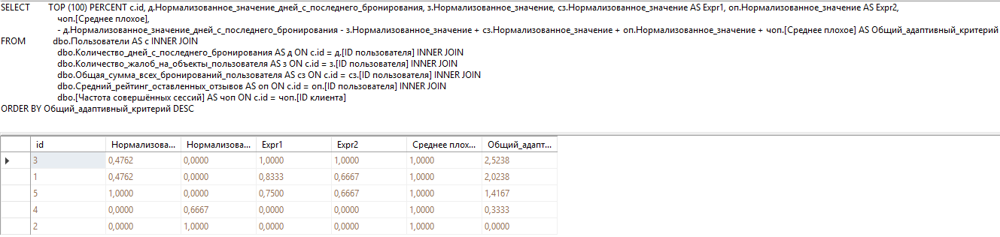 SELECT TOP (100) PERCENT c.id, д.Нормализованное_значение_дней_с_последнего_бронирования, з.Нормализованное_значение, сз.Нормализованное_значение AS Expr1, оп.Нормализованное_значение AS Expr2,
чоп.[Среднее плохое],
- д.Нормализованное_значение_дней_с_последнего_бронирования - з.Нормализованное_значение + сз.Нормализованное_значение + оп.Нормализованное_значение + чоп.[Среднее плохое] AS Общий_адаптивный_критерий
FROM dbo.Пользователи AS c INNER JOIN
dbo.Количество_дней_с_последнего_бронирования AS д ON c.id = д.[ID пользователя] INNER JOIN
dbo.Количество_жалоб_на_объекты_пользователя AS з ON c.id = з.[ID пользователя] INNER JOIN
dbo.Общая_сумма_всех_бронирований_пользователя AS сз ON c.id = сз.[ID пользователя] INNER JOIN
dbo.Средний_рейтинг_оставленных_отзывов AS оп ON c.id = оп.[ID пользователя] INNER JOIN
dbo.[Частота совершённых сессий] AS чоп ON c.id = чоп.[ID клиента]
ORDER BY Общий_адаптивный_критерий DESC
id Нормализова... Нормализова... Expr1 Expr2 Среднее плох... Общий_адапт...
3 0,4762 0,0000 1,0000 1,0000 1,0000 2,5238
1 0,4762 0,0000 0,8333 0,6667 1,0000 2,0238
5 1,0000 0,0000 0,7500 0,6667 1,0000 1,4167
4 0,0000 0,6667 0,0000 0,0000 1,0000 0,3333
2 0,0000 1,0000 0,0000 0,0000 1,0000 0,0000